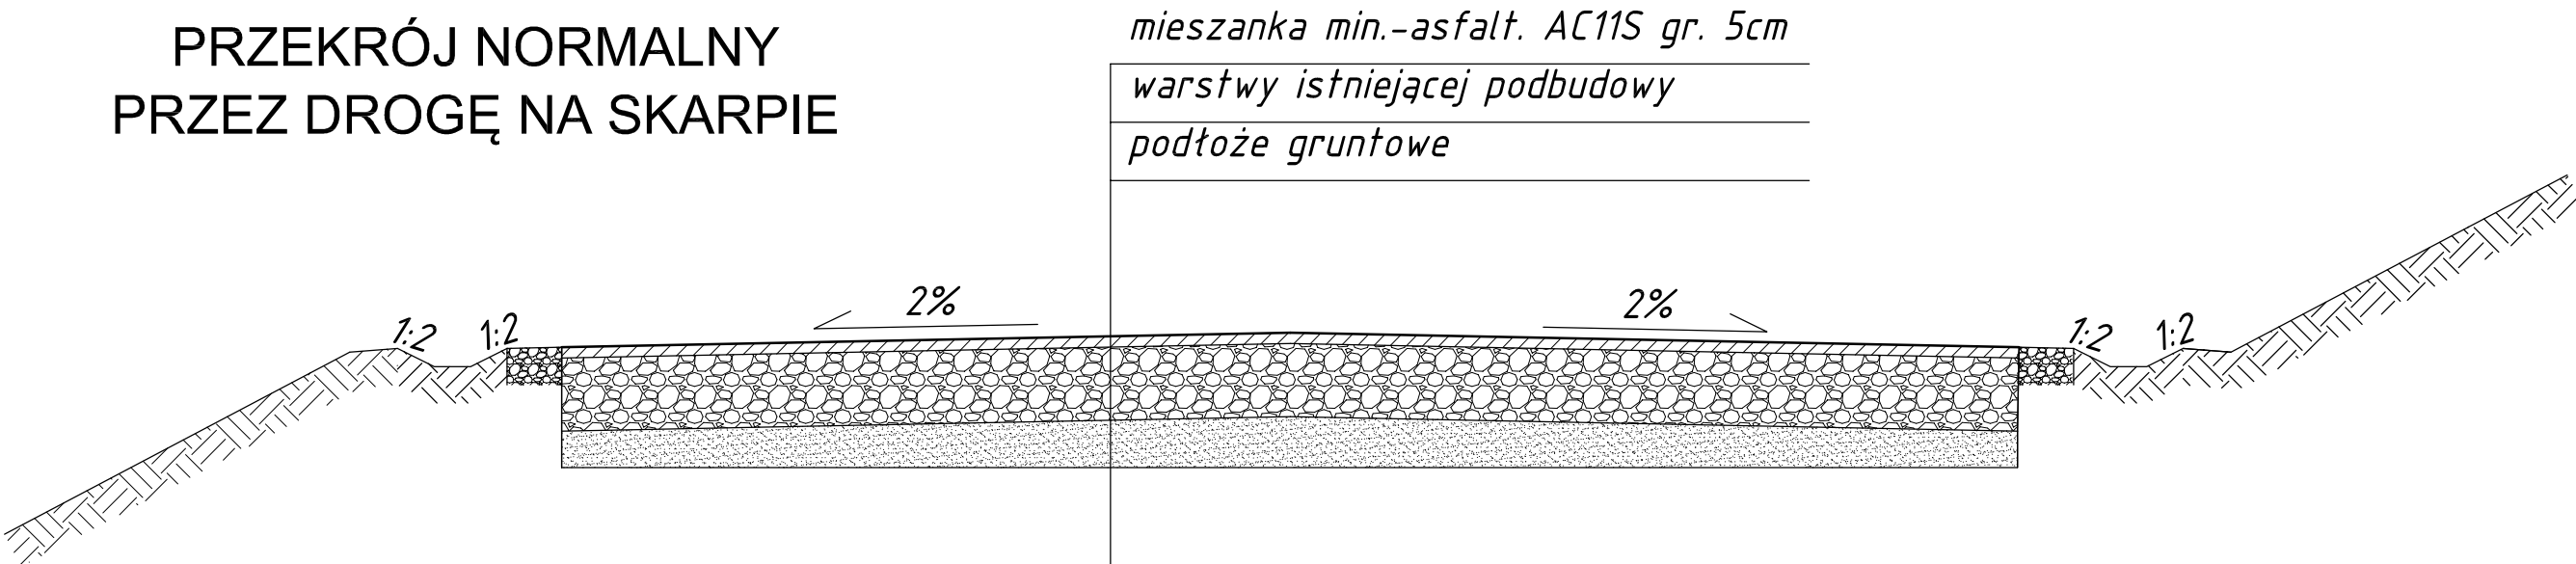 PRZEKRÓJ NORMALNY
PRZEZ DROGĘ NA SKARPIE
mieszanka min.-asfalt. AC11S gr. 5cm
warstwy istniejącej podbudowy
podłoże gruntowe
2%
2%
1:2
1:2
1:2
1:2